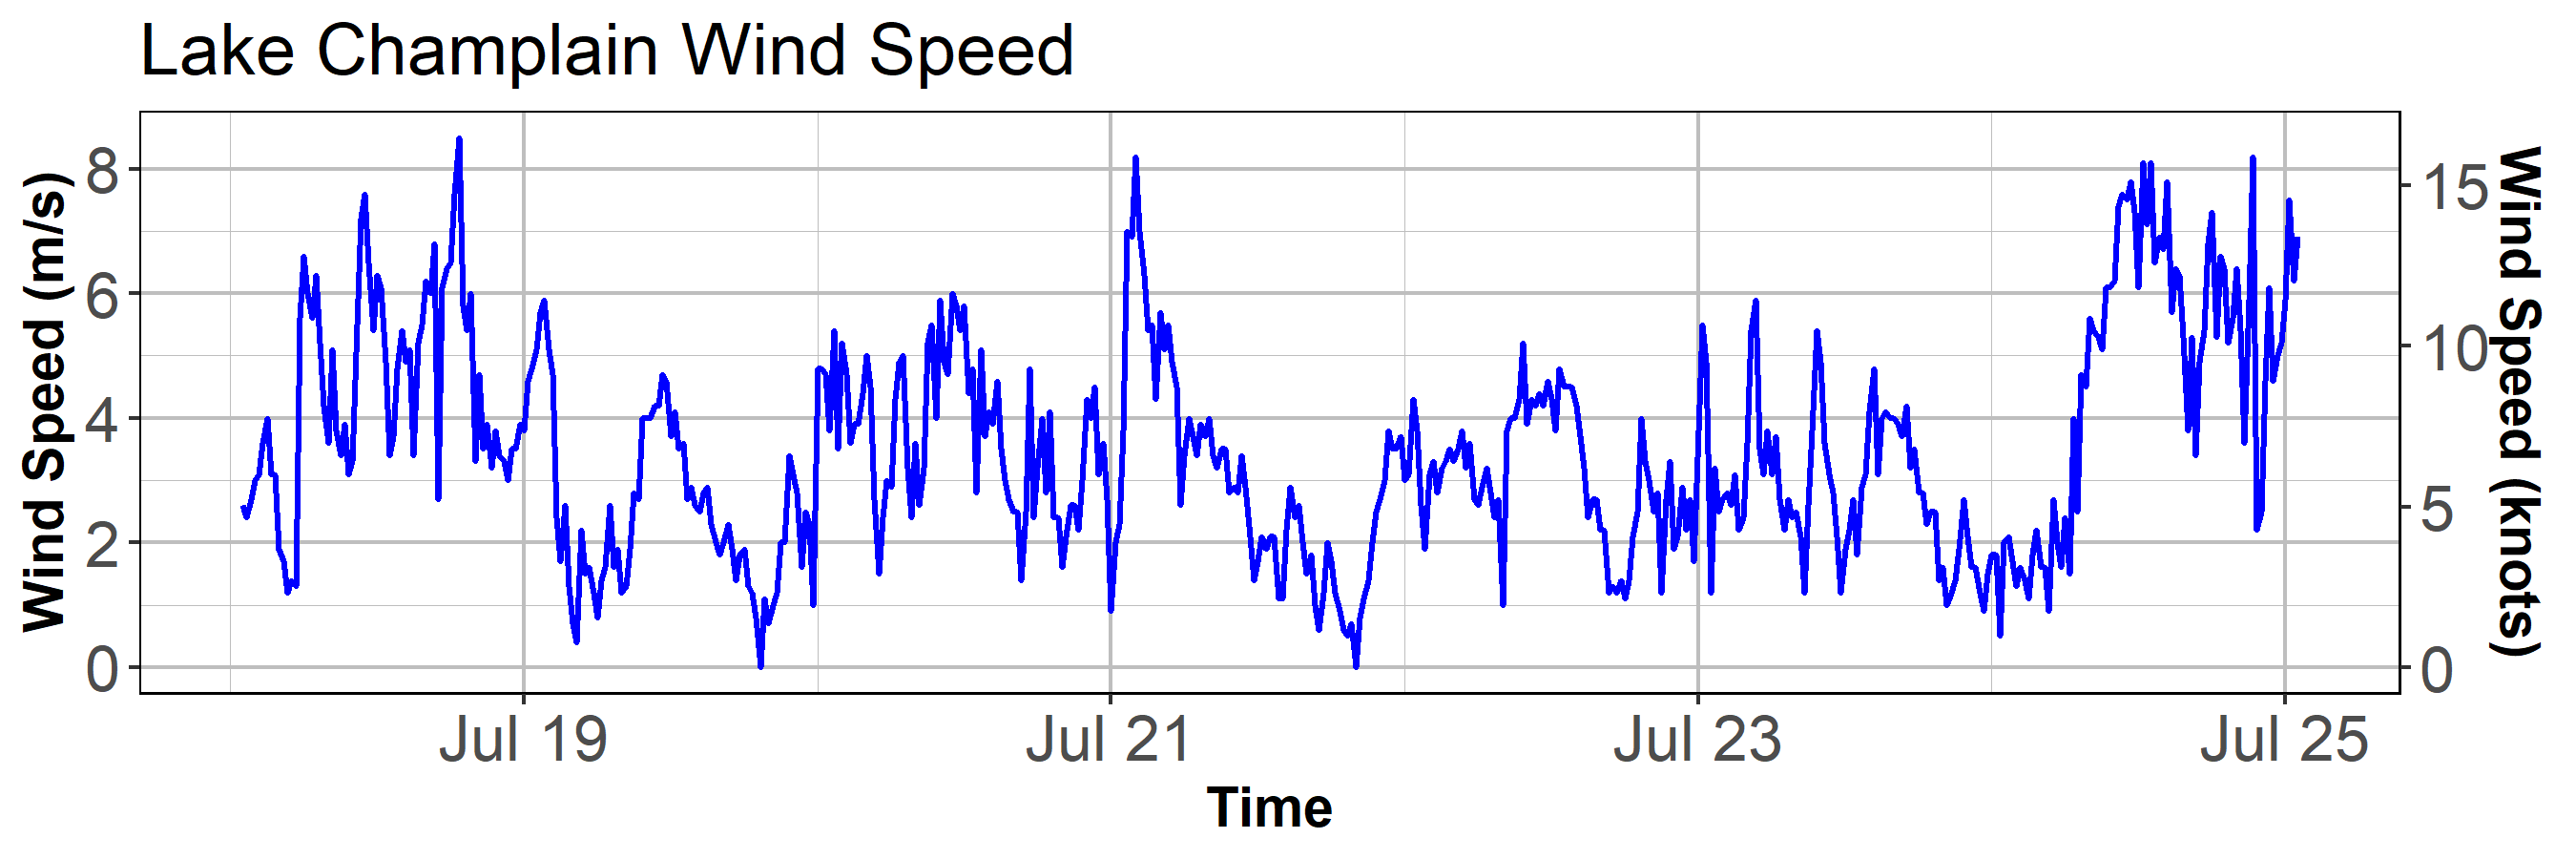 Lake Champlain Wind Speed
Wind Speed (m/s)
8
6
4
2
0
15
10
5
0
Wind Speed (knots)
Jul 19
Jul 21
Jul 23
Jul 25
Time